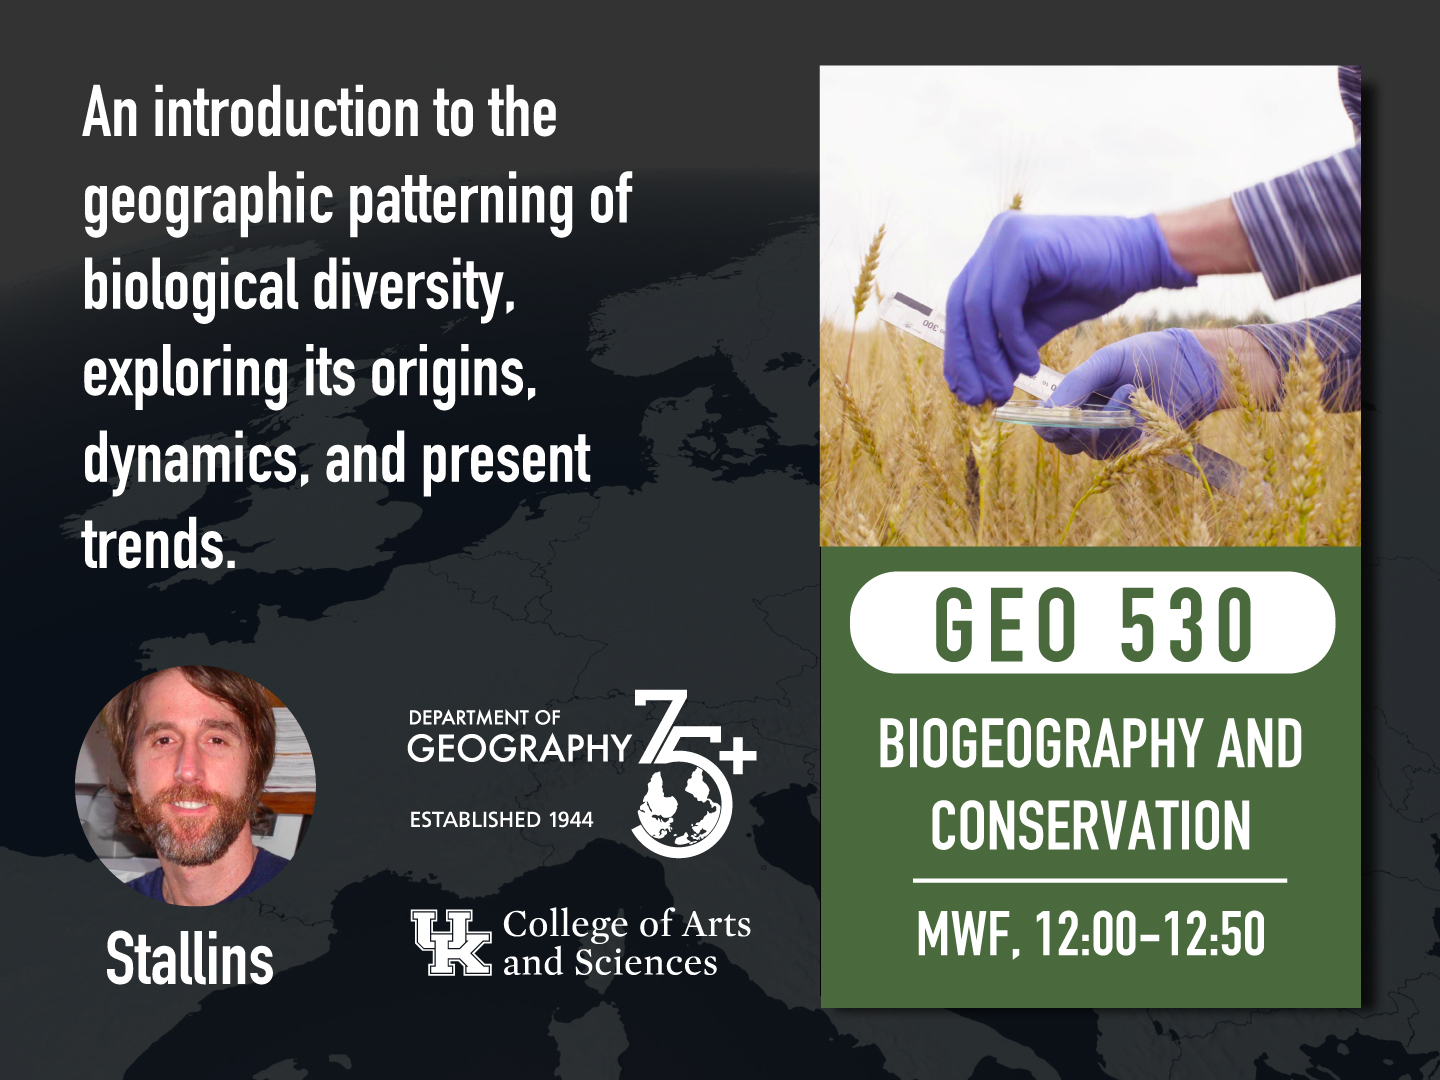 An introduction to the
geographic patterning of
biological diversity,
exploring its origins,
dynamics, and present
trends.
Stallins
DEPARTMENT OF
GEOGRAPHY
75+
ESTABLISHED 1944
UK
College of Arts
and Sciences
300
GEO 530
BIOGEOGRAPHY AND
CONSERVATION
MWF, 12:00-12:50